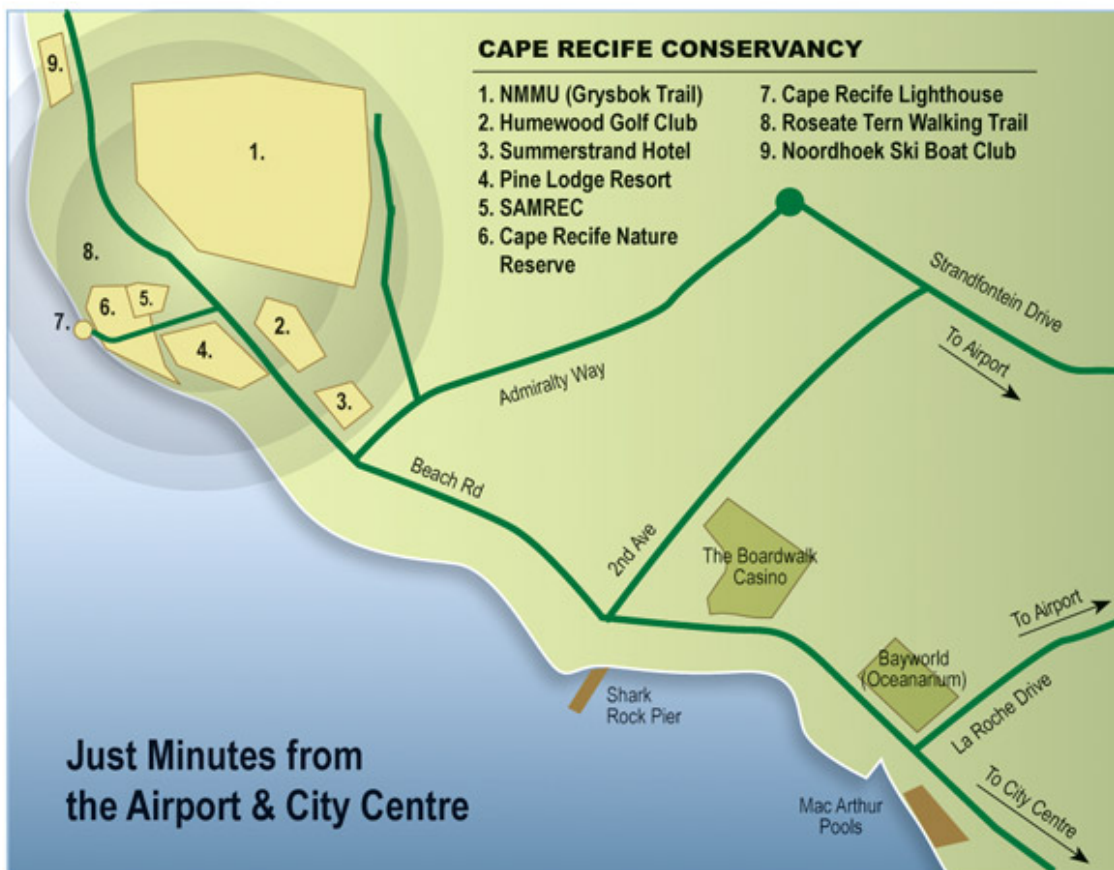 CAPE RECIFE CONSERVANCY
1. NMMU (Grysbok Trail)
2. Humewood Golf Club
3. Summerstrand Hotel
4. Pine Lodge Resort
5. SAMREC
6. Cape Recife Nature
Reserve
7. Cape Recife Lighthouse
8. Roseate Tern Walking Trail
9. Noordhoek Ski Boat Club
9.
1.
8.
6.
5.
7.
4.
2.
3.
Strandfontein Drive
To Airport
Admiralty Way
Beach Rd
2nd Ave
The Boardwalk
Casino
To Airport
Bayworld
(Oceanarium)
La Roche Drive
Shark
Rock Pier
To City Centre
Mac Arthur
Pools
Just Minutes from
the Airport & City Centre